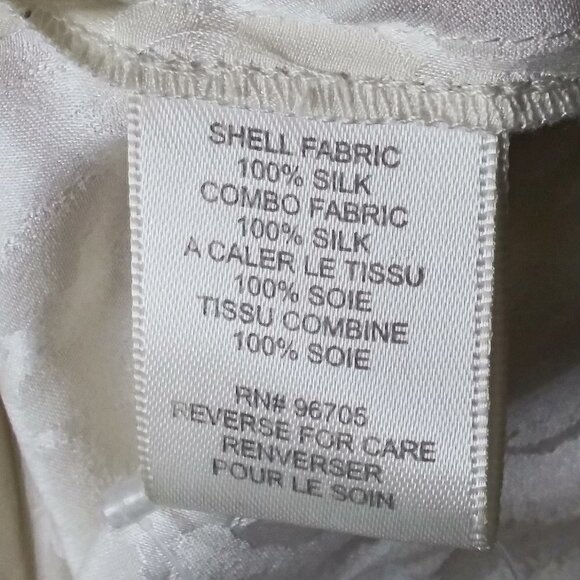 SHELL FABRIC
100% SILK
COMBO FABRIC
100% SILK
A CALER LE TISSU
100% SOIE
TISSU COMBINE
100% SOIE
RN# 96705
REVERSE FOR CARE
RENVERSER
POUR LE SOIN